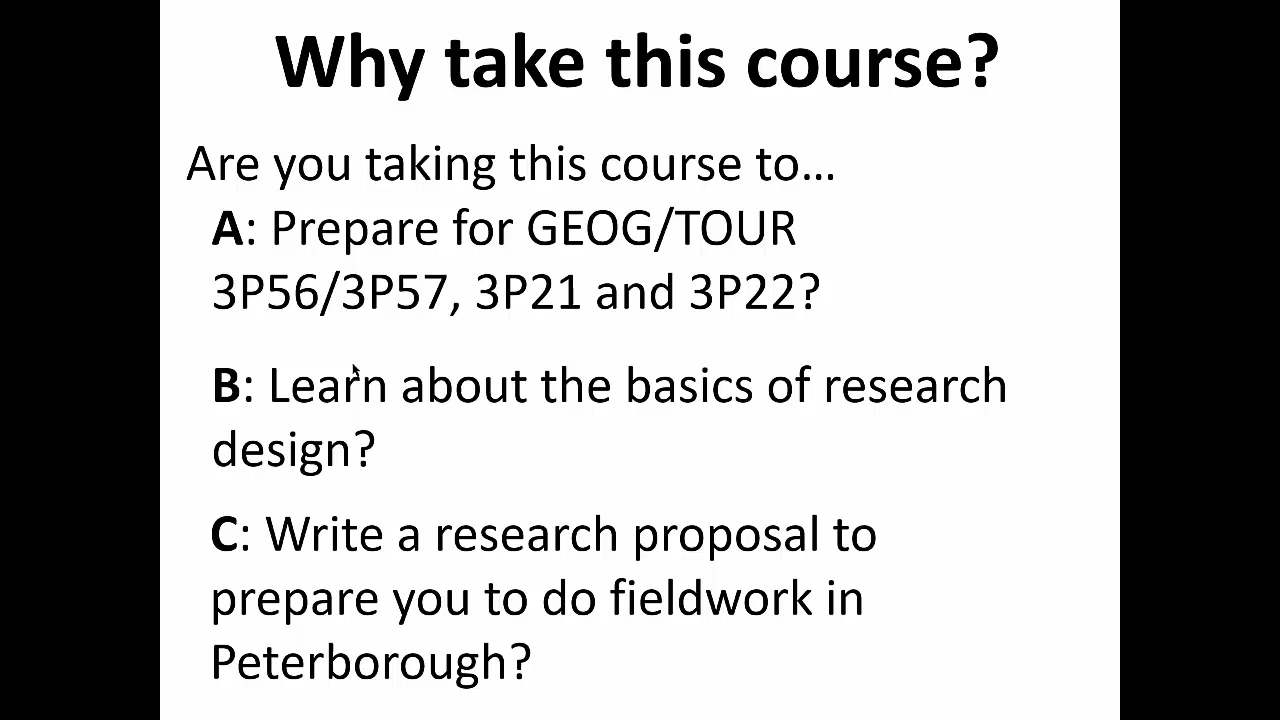 Why take this course?
Are you taking this course to...
A: Prepare for GEOG/TOUR
3P56/3P57, 3P21 and 3P22?
B: Learn about the basics of research
design?
C: Write a research proposal to
prepare you to do fieldwork in
Peterborough?